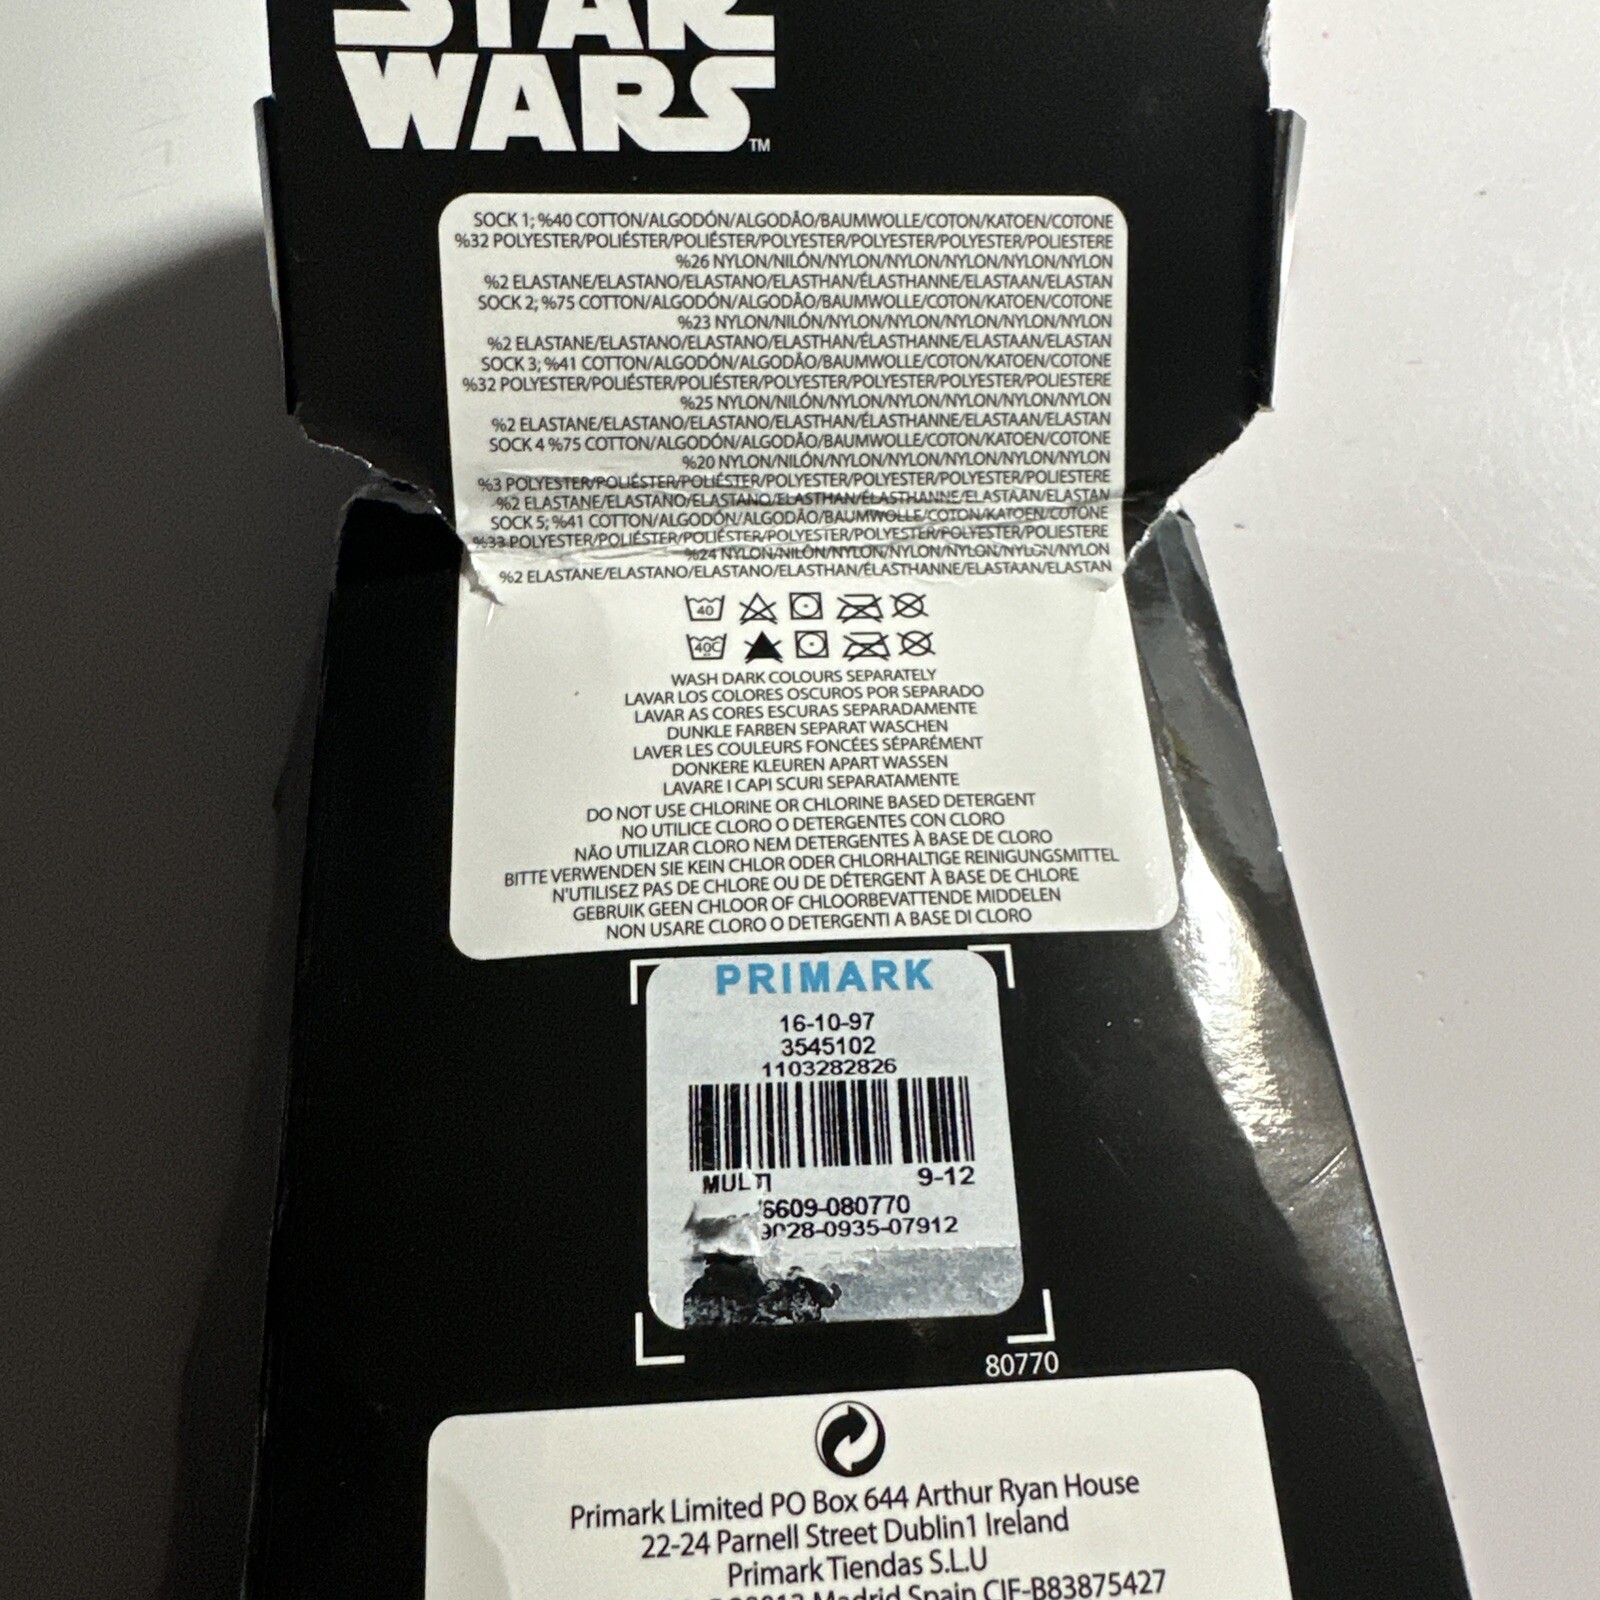 STAR
WARS™
SOCK 1; %40 COTTON/ALGODÓN/ALGODÃO/BAUMWOLLE/COTON/KATOEN/COTONE
%32 POLYESTER/POLIÉSTER/POLIÉSTER/POLYESTER/POLYESTER/POLYESTER/POLIESTERE
%26 NYLON/NILÓN/NYLON/NYLON/NYLON/NYLON/NYLON
%2 ELASTANE/ELASTANO/ELASTANO/ELASTHAN/ÉLASTHANNE/ELASTAAN/ELASTAN
SOCK 2; %75 COTTON/ALGODÓN/ALGODÃO/BAUMWOLLE/COTON/KATOEN/COTONE
%23 NYLON/NILÓN/NYLON/NYLON/NYLON/NYLON/NYLON
%2 ELASTANE/ELASTANO/ELASTANO/ELASTHAN/ÉLASTHANNE/ELASTAAN/ELASTAN
SOCK 3; %41 COTTON/ALGODÓN/ALGODÃO/BAUMWOLLE/COTON/KATOEN/COTONE
%32 POLYESTER/POLIÉSTER/POLIÉSTER/POLYESTER/POLYESTER/POLYESTER/POLIESTERE
%25 NYLON/NILÓN/NYLON/NYLON/NYLON/NYLON/NYLON
%2 ELASTANE/ELASTANO/ELASTANO/ELASTHAN/ÉLASTHANNE/ELASTAAN/ELASTAN
SOCK 4 %75 COTTON/ALGODÓN/ALGODÃO/BAUMWOLLE/COTON/KATOEN/COTONE
%20 NYLON/NILÓN/NYLON/NYLON/NYLON/NYLON/NYLON
%3 POLYESTER/POLIÉSTER/POLIÉSTER/POLYESTER/POLYESTER/POLYESTER/POLIESTERE
%2 ELASTANE/ELASTANO/ELASTANO/ELASTHAN/ÉLASTHANNE/ELASTAAN/ELASTAN
SOCK 5; %41 COTTON/ALGODÓN/ALGODÃO/BAUMWOLLE/COTON/KATOEN/COTONE
%33 POLYESTER/POLIÉSTER/POLIÉSTER/POLYESTER/POLYESTER/POLYESTER/POLIESTERE
%24 NYLON/NILÓN/NYLON/NYLON/NYLON/NYLON/NYLON
%2 ELASTANE/ELASTANO/ELASTANO/ELASTHAN/ÉLASTHANNE/ELASTAAN/ELASTAN
40
40C
WASH DARK COLOURS SEPARATELY
LAVAR LOS COLORES OSCUROS POR SEPARADO
LAVAR AS CORES ESCURAS SEPARADAMENTE
DUNKLE FARBEN SEPARAT WASCHEN
LAVER LES COULEURS FONCÉES SÉPARÉMENT
DONKERE KLEUREN APART WASSEN
LAVARE I CAPI SCURI SEPARATAMENTE
DO NOT USE CHLORINE OR CHLORINE BASED DETERGENT
NO UTILICE CLORO O DETERGENTES CON CLORO
NÃO UTILIZAR CLORO NEM DETERGENTES À BASE DE CLORO
BITTE VERWENDEN SIE KEIN CHLOR ODER CHLORHALTIGE REINIGUNGSMITTEL
N'UTILISEZ PAS DE CHLORE OU DE DÉTERGENT À BASE DE CHLORE
GEBRUIK GEEN CHLOOR OF CHLOORBEVATTENDE MIDDELEN
NON USARE CLORO O DETERGENTI A BASE DI CLORO
PRIMARK
16-10-97
3545102
1103282826
MULTI 9-12
6609-080770
9028-0935-07912
80770
Primark Limited PO Box 644 Arthur Ryan House
22-24 Parnell Street Dublin1 Ireland
Primark Tiendas S.L.U
Madrid Spain CIF-B83875427